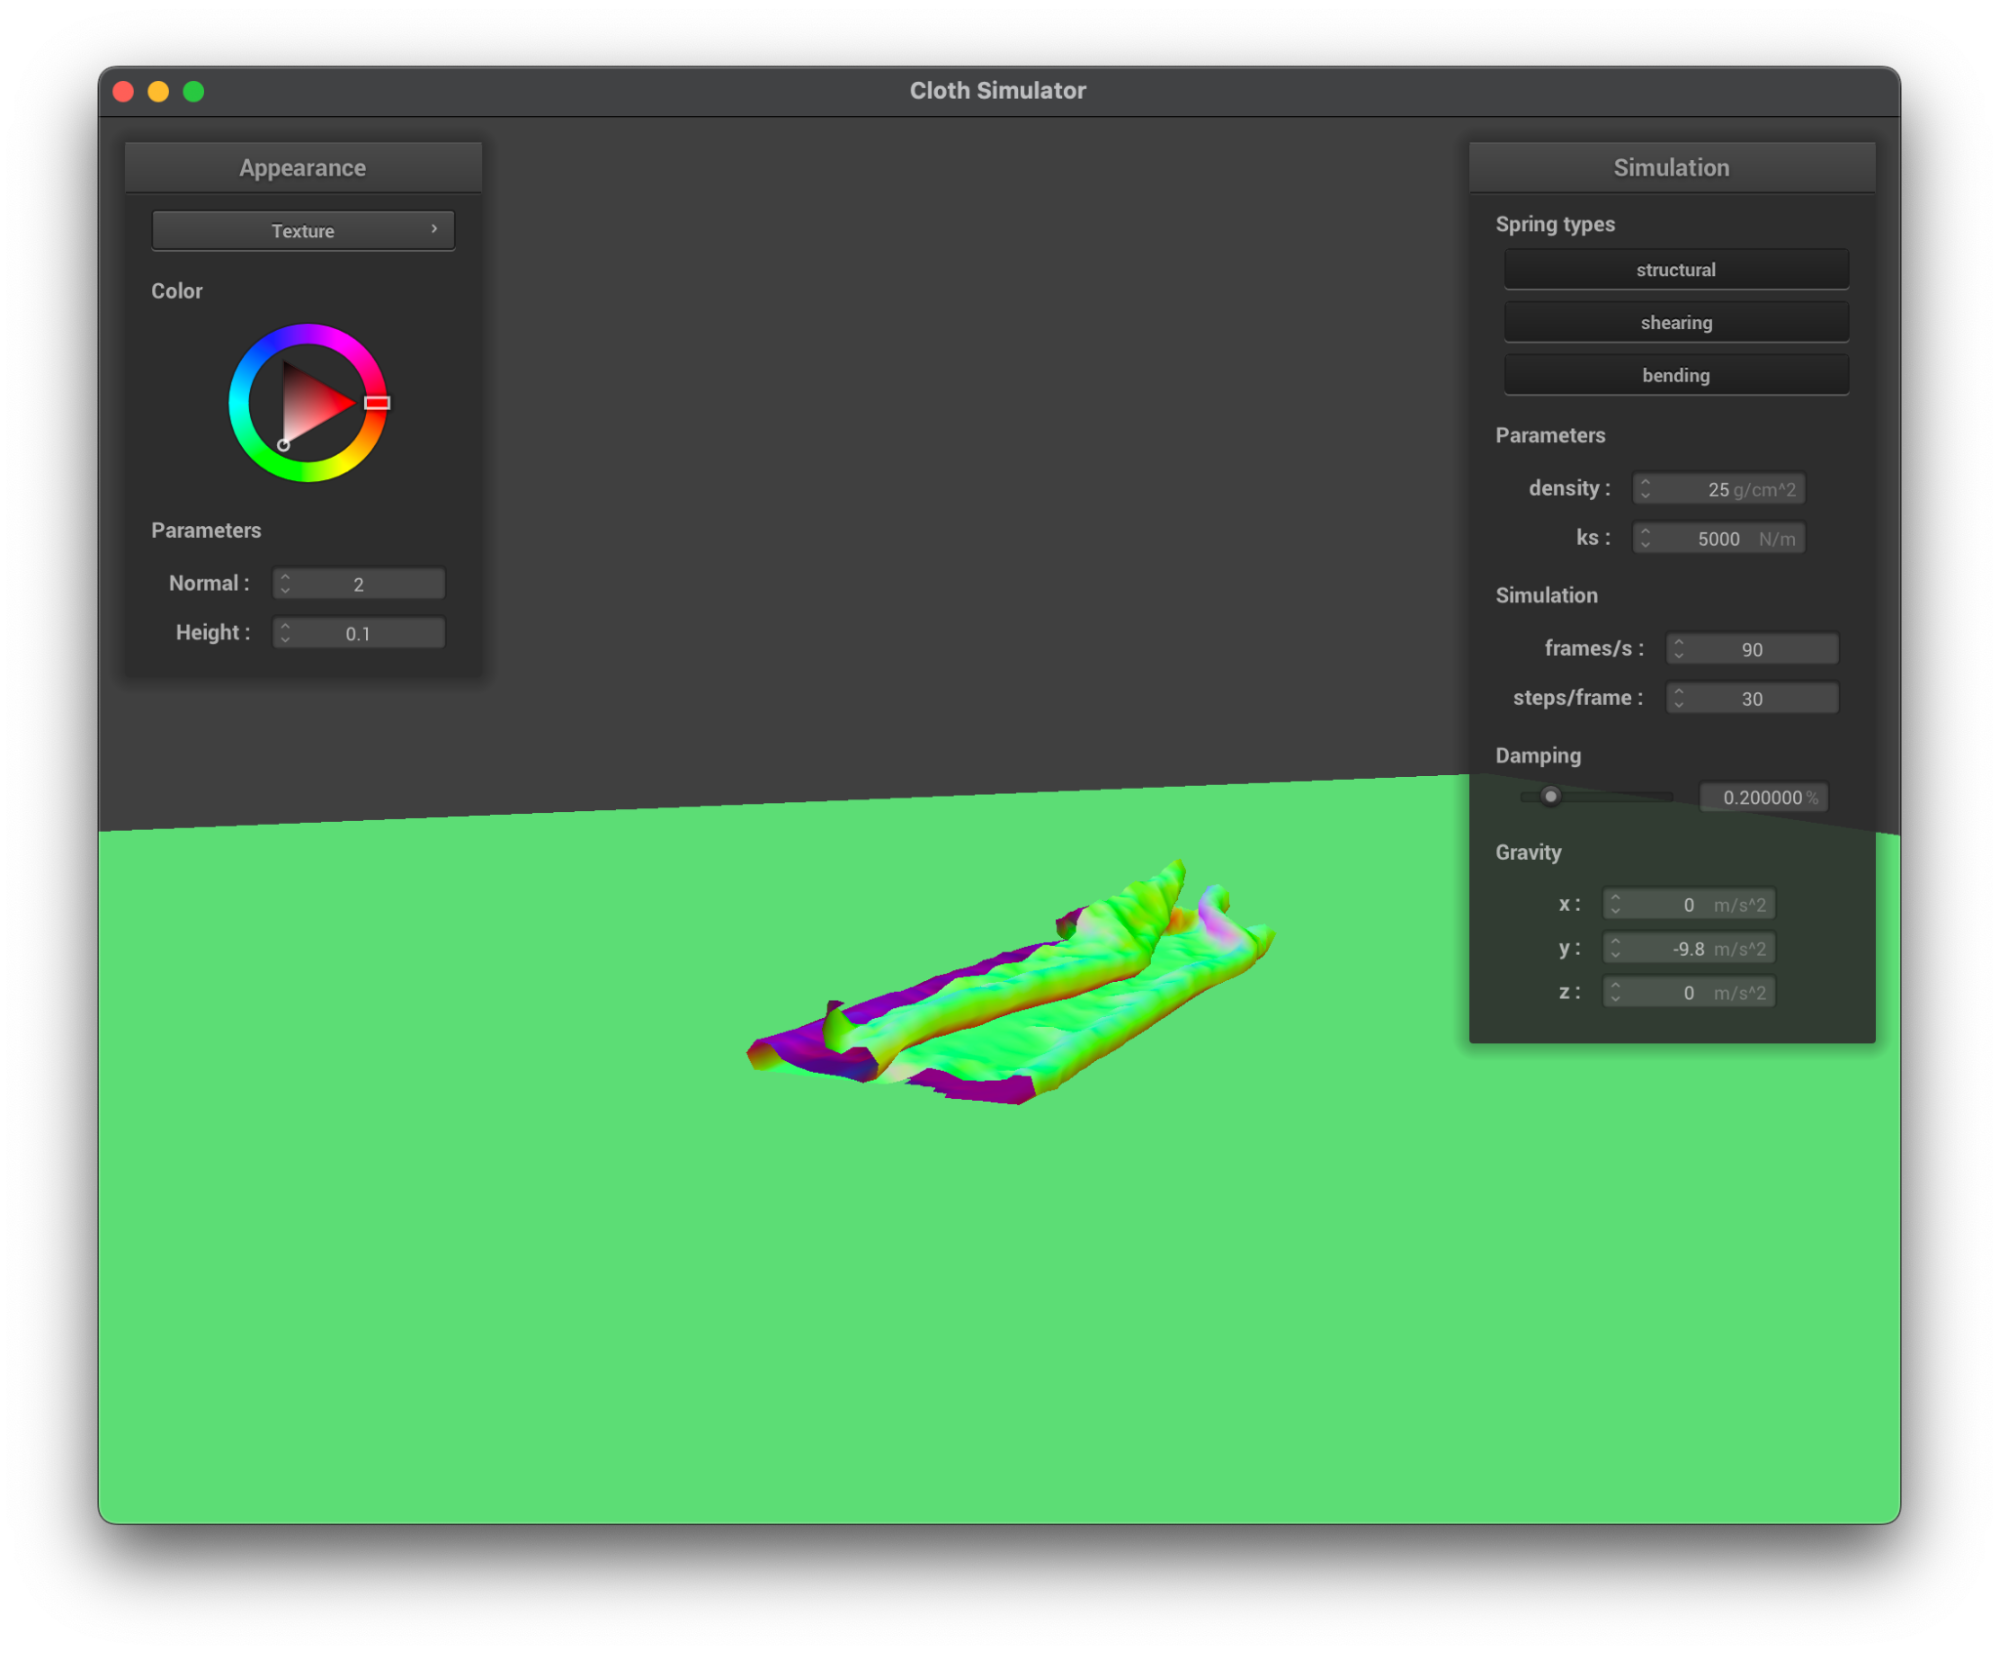 Cloth Simulator
Appearance
Texture
Color
Parameters
Normal : 2
Height : 0.1
Simulation
Spring types
structural
shearing
bending
Parameters
density : 25 g/cm^2
ks : 5000 N/m
Simulation
frames/s : 90
steps/frame : 30
Damping
0.200000 %
Gravity
x : 0 m/s^2
y : -9.8 m/s^2
z : 0 m/s^2